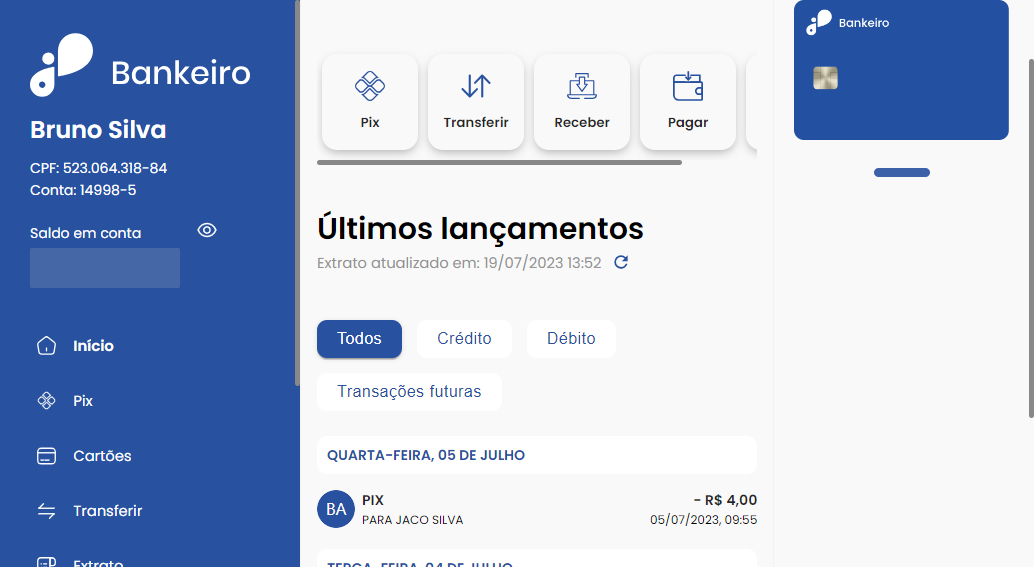 Bankeiro
Bruno Silva
CPF: 523.064.318-84
Conta: 14998-5
Saldo em conta
Início
Pix
Cartões
Transferir
Extrato
Pix
Transferir
Receber
Pagar
Últimos lançamentos
Extrato atualizado em: 19/07/2023 13:52
Todos
Crédito
Débito
Transações futuras
QUARTA-FEIRA, 05 DE JULHO
BA
PIX
- R$ 4,00
PARA JACO SILVA
05/07/2023, 09:55
TERÇA-FEIRA, 04 DE JULHO
Bankeiro